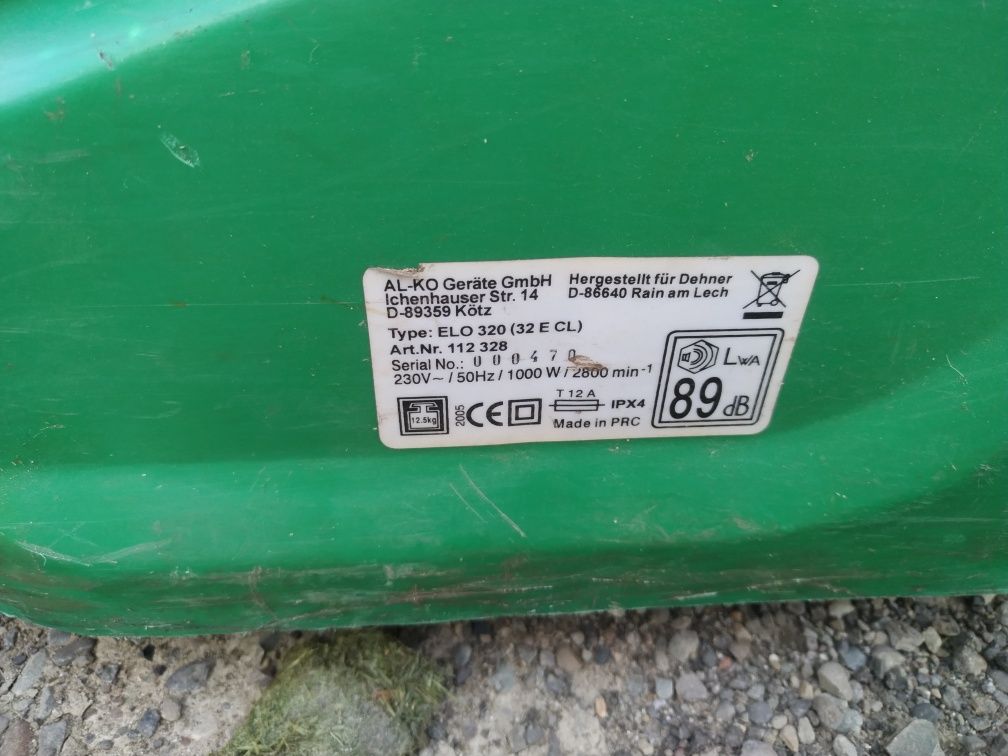 AL-KO Geräte GmbH
Ichenhauser Str. 14
D-89359 Kötz
Hergestellt für Dehner
D-86640 Rain am Lech
Type: ELO 320 (32 E CL)
Art.Nr. 112 328
Serial No.: 000470
230V~ / 50Hz / 1000 W / 2800 min⁻¹
12.5kg
2005
CE
T 12 A
IPX4
Made in PRC
LWA
89 dB